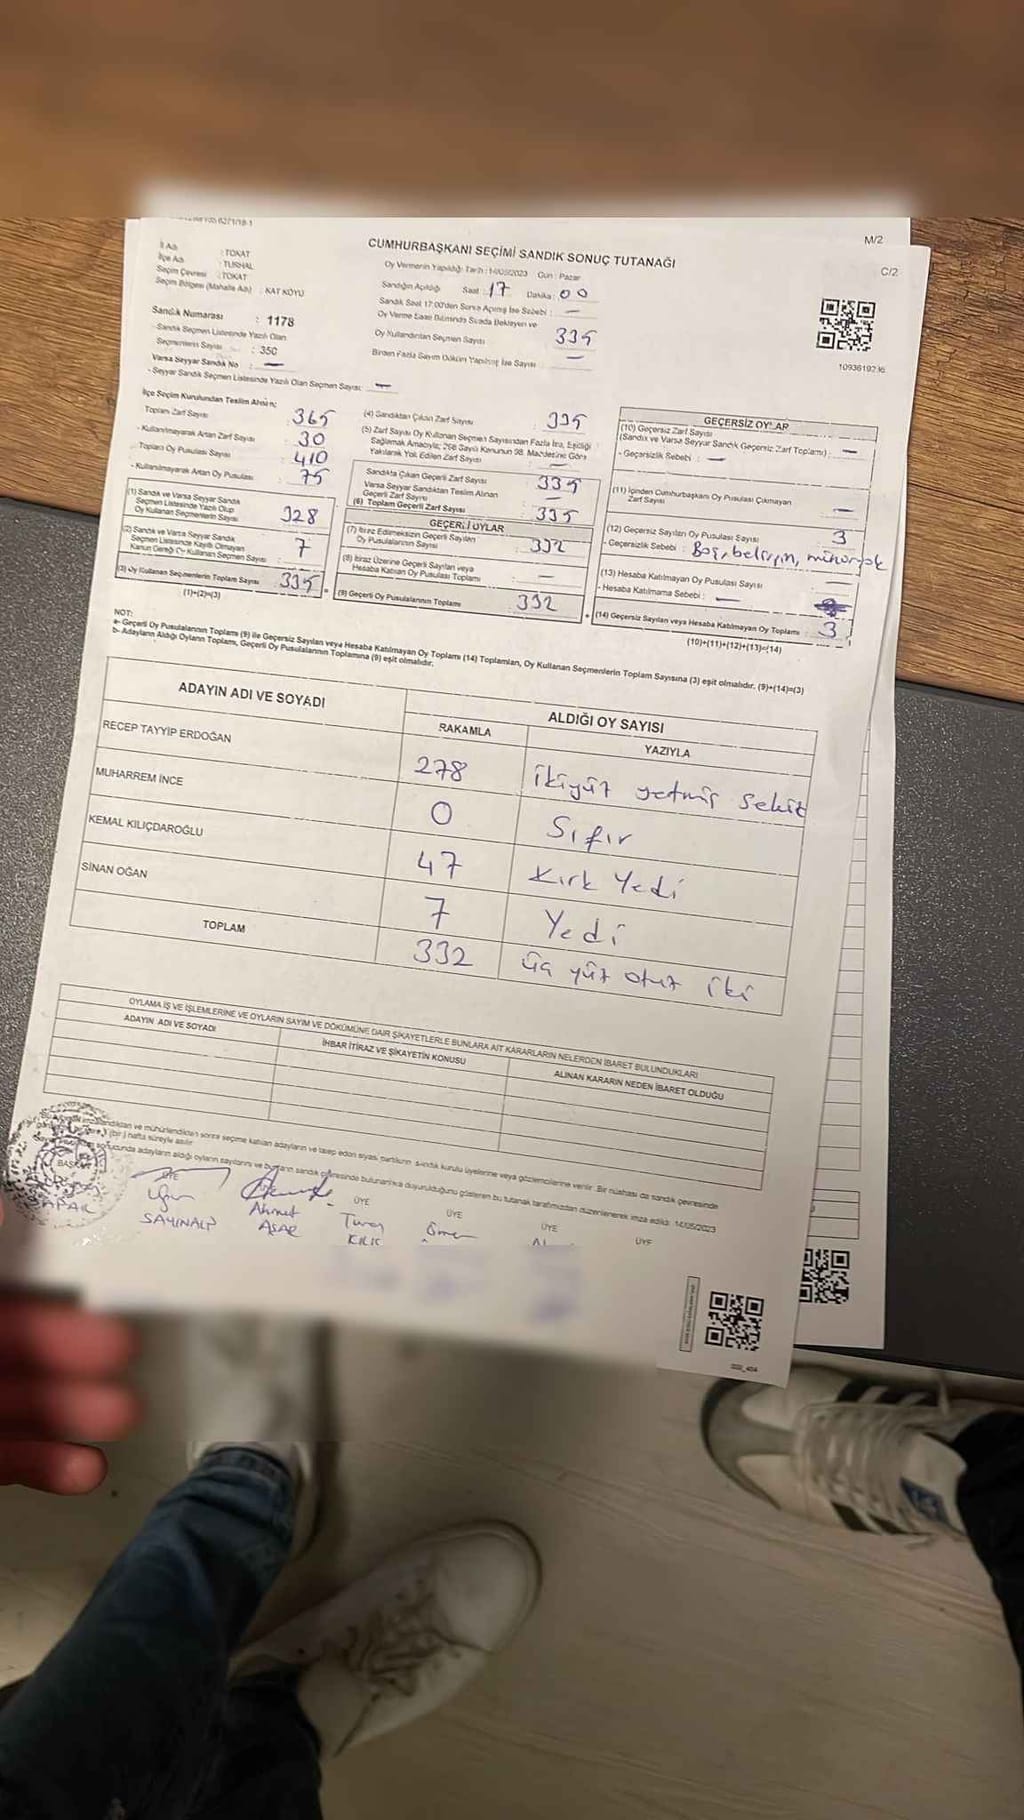 M/2
C/2
CUMHURBAŞKANI SEÇİMİ SANDIK SONUÇ TUTANAĞI
İl Adı : TOKAT
İlçe Adı : TURHAL
Seçim Çevresi : TOKAT
Seçim Bölgesi (Mahalle Adı) : KAT KÖYÜ
Oy Vermenin Yapıldığı Tarih : 14/05/2023 Gün : Pazar
Sandığın Açıldığı Saat : 17 Dakika : 00
Sandık Saat 17:00'den Sonra Açılmış İse Sebebi : —
Oy Verme Saati Bitiminde Sırada Bekleyen ve
Oy Kullandırılan Seçmen Sayısı 335
Birden Fazla Sayım Döküm Yapılmış İse Sayısı : —
Sandık Numarası : 1178
Sandık Seçmen Listesinde Yazılı Olan
Seçmenlerin Sayısı : 350
Varsa Seyyar Sandık No : —
- Seyyar Sandık Seçmen Listesinde Yazılı Olan Seçmen Sayısı: —
1093619236
İlçe Seçim Kurulundan Teslim Alınan;
Toplam Zarf Sayısı : 365
- Kullanılmayarak Artan Zarf Sayısı : 30
Toplam Oy Pusulası Sayısı : 410
- Kullanılmayarak Artan Oy Pusulası : 75
(1) Sandık ve Varsa Seyyar Sandık
Seçmen Listesinde Yazılı Olup
Oy Kullanan Seçmenlerin Sayısı 328
(2) Sandık ve Varsa Seyyar Sandık
Seçmen Listesinde Kayıtlı Olmayan
Kanun Gereği Oy Kullanan Seçmen Sayısı 7
(3) Oy Kullanan Seçmenlerin Toplam Sayısı 335
(1)+(2)=(3)
(4) Sandıktan Çıkan Zarf Sayısı : 335
(5) Zarf Sayısı Oy Kullanan Seçmen Sayısından Fazla İse, Eşitliği
Sağlamak Amacıyla; 298 Sayılı Kanunun 98. Maddesine Göre
Yakılarak Yok Edilen Zarf Sayısı —
Sandıkta Çıkan Geçerli Zarf Sayısı 335
Varsa Seyyar Sandıktan Teslim Alınan
Geçerli Zarf Sayısı —
(6) Toplam Geçerli Zarf Sayısı 335
GEÇERLİ OYLAR
(7) İtiraz Edilmeksizin Geçerli Sayılan
Oy Pusulalarının Sayısı 332
(8) İtiraz Üzerine Geçerli Sayılan veya
Hesaba Katılan Oy Pusulası Toplamı —
(9) Geçerli Oy Pusulalarının Toplamı 332
GEÇERSİZ OYLAR
(10) Geçersiz Zarf Sayısı
(Sandık ve Varsa Seyyar Sandık Geçersiz Zarf Toplamı) : —
- Geçersizlik Sebebi : —
(11) İçinden Cumhurbaşkanı Oy Pusulası Çıkmayan
Zarf Sayısı —
(12) Geçersiz Sayılan Oy Pusulası Sayısı 3
- Geçersizlik Sebebi : Boş,
(13) Hesaba Katılmayan Oy Pusulası Sayısı —
- Hesaba Katılmama Sebebi : —
(14) Geçersiz Sayılan veya Hesaba Katılmayan Oy Toplamı : 3
(10)+(11)+(12)+(13)=(14)
NOT:
a- Geçerli Oy Pusulalarının Toplamı (9) ile Geçersiz Sayılan veya Hesaba Katılmayan Oy Toplamı (14) Toplamları, Oy Kullanan Seçmenlerin Toplam Sayısına (3) eşit olmalıdır. (9)+(14)=(3)
b- Adayların Aldığı Oyların Toplamı, Geçerli Oy Pusulalarının Toplamına (9) eşit olmalıdır.
ADAYIN ADI VE SOYADI ALDIĞI OY SAYISI
RAKAMLA YAZIYLA
RECEP TAYYİP ERDOĞAN 278 ikiyüz yetmiş sekiz
MUHARREM İNCE 0 Sıfır
KEMAL KILIÇDAROĞLU 47 Kırk Yedi
SİNAN OĞAN 7 Yedi
TOPLAM 332 üç yüz otuz iki
OYLAMA İŞ VE İŞLEMLERİNE VE OYLARIN SAYIM VE DÖKÜMÜNE DAİR ŞİKAYETLERLE BUNLARA AİT KARARLARIN NELERDEN İBARET BULUNDUKLARI
ADAYIN ADI VE SOYADI İHBAR İTİRAZ VE ŞİKAYETİN KONUSU ALINAN KARARIN NEDEN İBARET OLDUĞU
mühürlendikten sonra seçime katılan adayların ve talep eden siyasi partilerin sandık kurulu üyelerine veya gözlemcilerine verilir. Bir nüshası da sandık çevresinde
(bir) hafta süreyle asılır.
sonucunda adayların aldığı oyların sayılarını ve bunların sandık çevresinde bulunanlara duyurulduğunu gösteren bu tutanak tarafımızdan düzenlenerek imza edildi. 14/05/2023
BAŞKAN ÜYE ÜYE ÜYE ÜYE ÜYE
Uğur Ahmet Turay Ömer
SAYINALP AŞAR KILIÇ